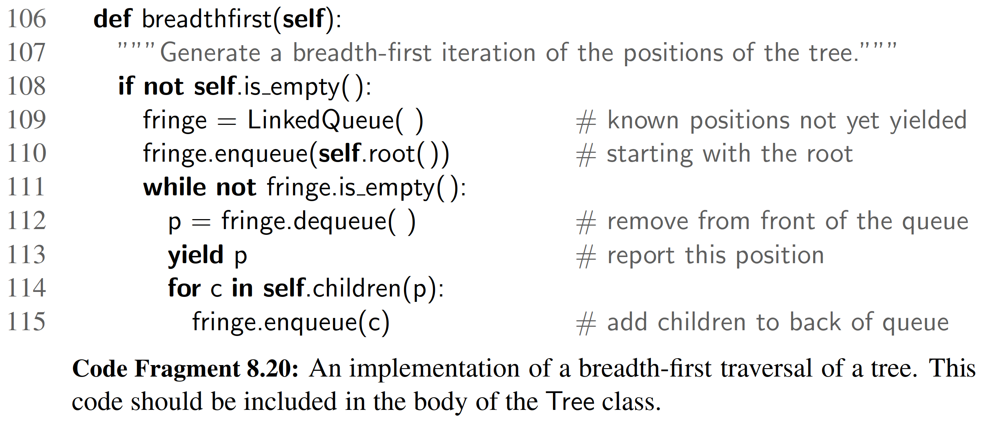 106 def breadthfirst(self):
107 """Generate a breadth-first iteration of the positions of the tree."""
108 if not self.is_empty():
109 fringe = LinkedQueue( ) # known positions not yet yielded
110 fringe.enqueue(self.root()) # starting with the root
111 while not fringe.is_empty():
112 p = fringe.dequeue( ) # remove from front of the queue
113 yield p # report this position
114 for c in self.children(p):
115 fringe.enqueue(c) # add children to back of queue
Code Fragment 8.20: An implementation of a breadth-first traversal of a tree. This
code should be included in the body of the Tree class.